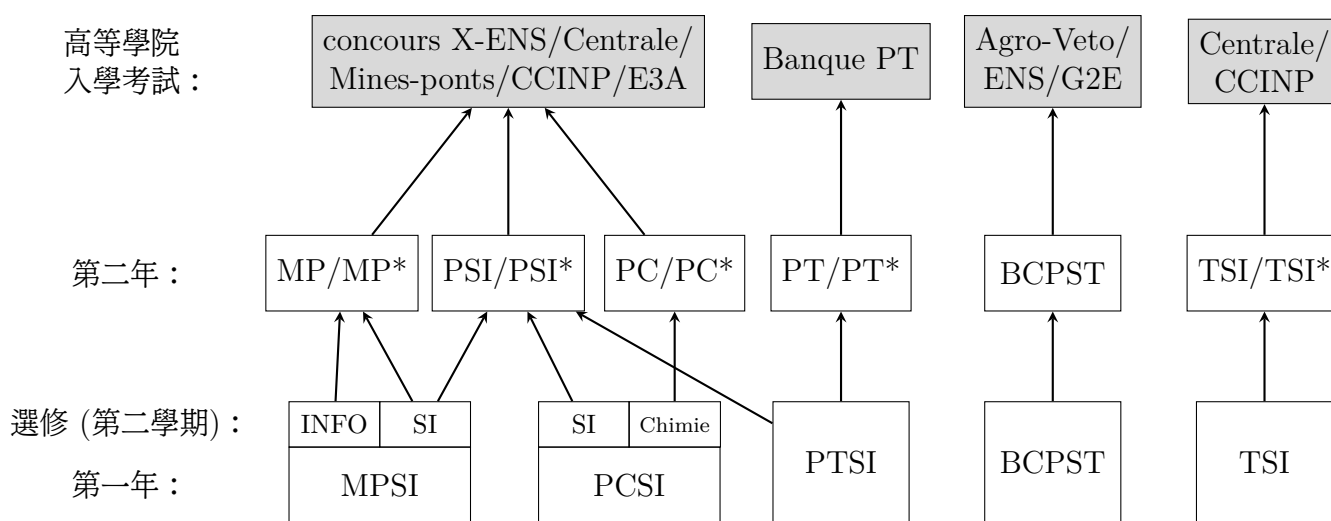 高等學院
入學考試：
concours X-ENS/Centrale/
Mines-ponts/CCINP/E3A
Banque PT
Agro-Veto/
ENS/G2E
Centrale/
CCINP
第二年：
MP/MP*
PSI/PSI*
PC/PC*
PT/PT*
BCPST
TSI/TSI*
選修 (第二學期)：
INFO
SI
SI
Chimie
第一年：
MPSI
PCSI
PTSI
BCPST
TSI